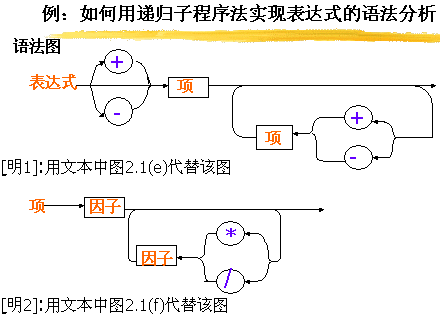 例：如何用递归子程序法实现表达式的语法分析
语法图
+
表达式
项
-
+
项
-
[明1]:用文本中图2.1(e)代替该图
项
因子
*
因子
/
[明2]:用文本中图2.1(f)代替该图